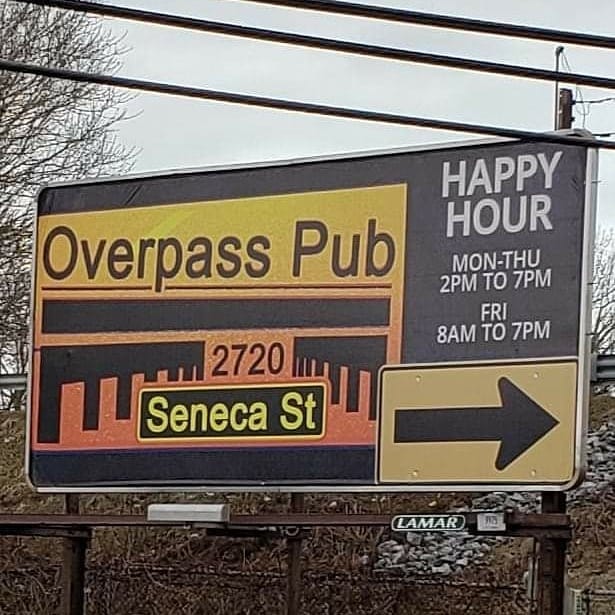 Overpass Pub
2720
Seneca St
HAPPY
HOUR
MON-THU
2PM TO 7PM
FRI
8AM TO 7PM
LAMAR